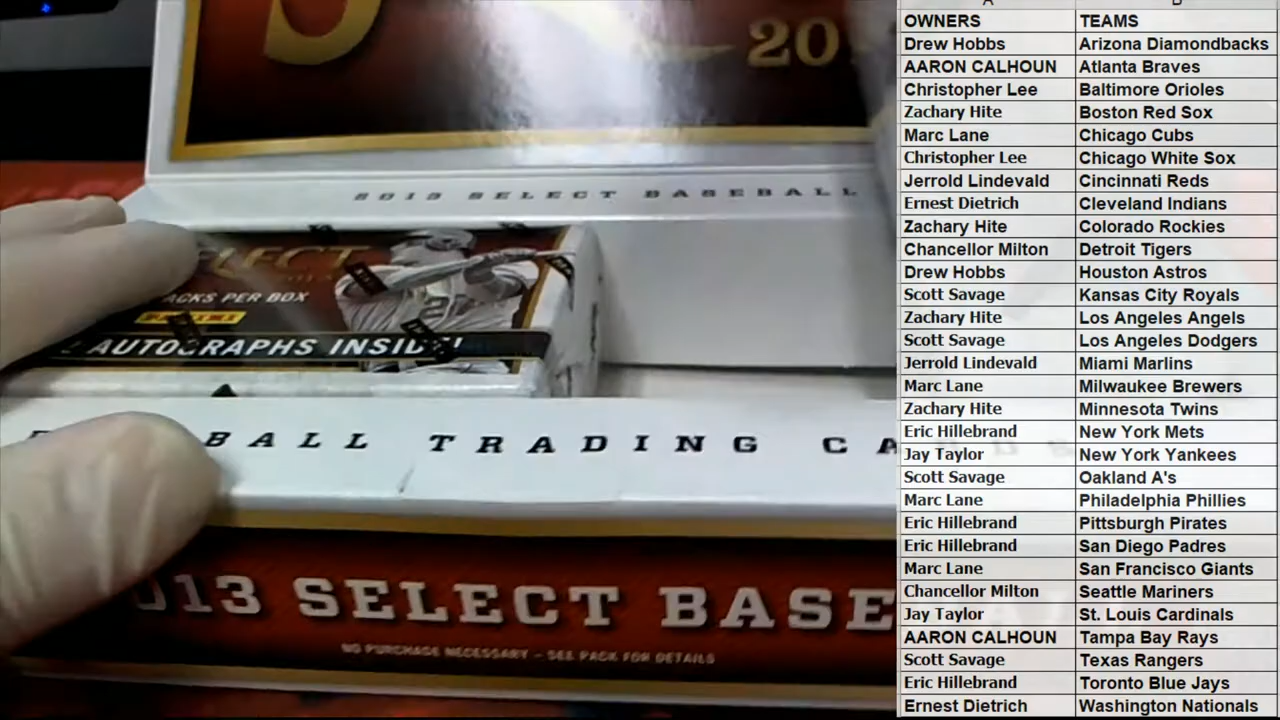 20
2013 SELECT BASEBALL
SELECT
PACKS PER BOX
PANINI
AUTOGRAPHS INSIDE!
BALL TRADING CA
2013 SELECT BASE
NO PURCHASE NECESSARY – SEE PACK FOR DETAILS
A B
OWNERS TEAMS
Drew Hobbs Arizona Diamondbacks
AARON CALHOUN Atlanta Braves
Christopher Lee Baltimore Orioles
Zachary Hite Boston Red Sox
Marc Lane Chicago Cubs
Christopher Lee Chicago White Sox
Jerrold Lindevald Cincinnati Reds
Ernest Dietrich Cleveland Indians
Zachary Hite Colorado Rockies
Chancellor Milton Detroit Tigers
Drew Hobbs Houston Astros
Scott Savage Kansas City Royals
Zachary Hite Los Angeles Angels
Scott Savage Los Angeles Dodgers
Jerrold Lindevald Miami Marlins
Marc Lane Milwaukee Brewers
Zachary Hite Minnesota Twins
Eric Hillebrand New York Mets
Jay Taylor New York Yankees
Scott Savage Oakland A's
Marc Lane Philadelphia Phillies
Eric Hillebrand Pittsburgh Pirates
Eric Hillebrand San Diego Padres
Marc Lane San Francisco Giants
Chancellor Milton Seattle Mariners
Jay Taylor St. Louis Cardinals
AARON CALHOUN Tampa Bay Rays
Scott Savage Texas Rangers
Eric Hillebrand Toronto Blue Jays
Ernest Dietrich Washington Nationals